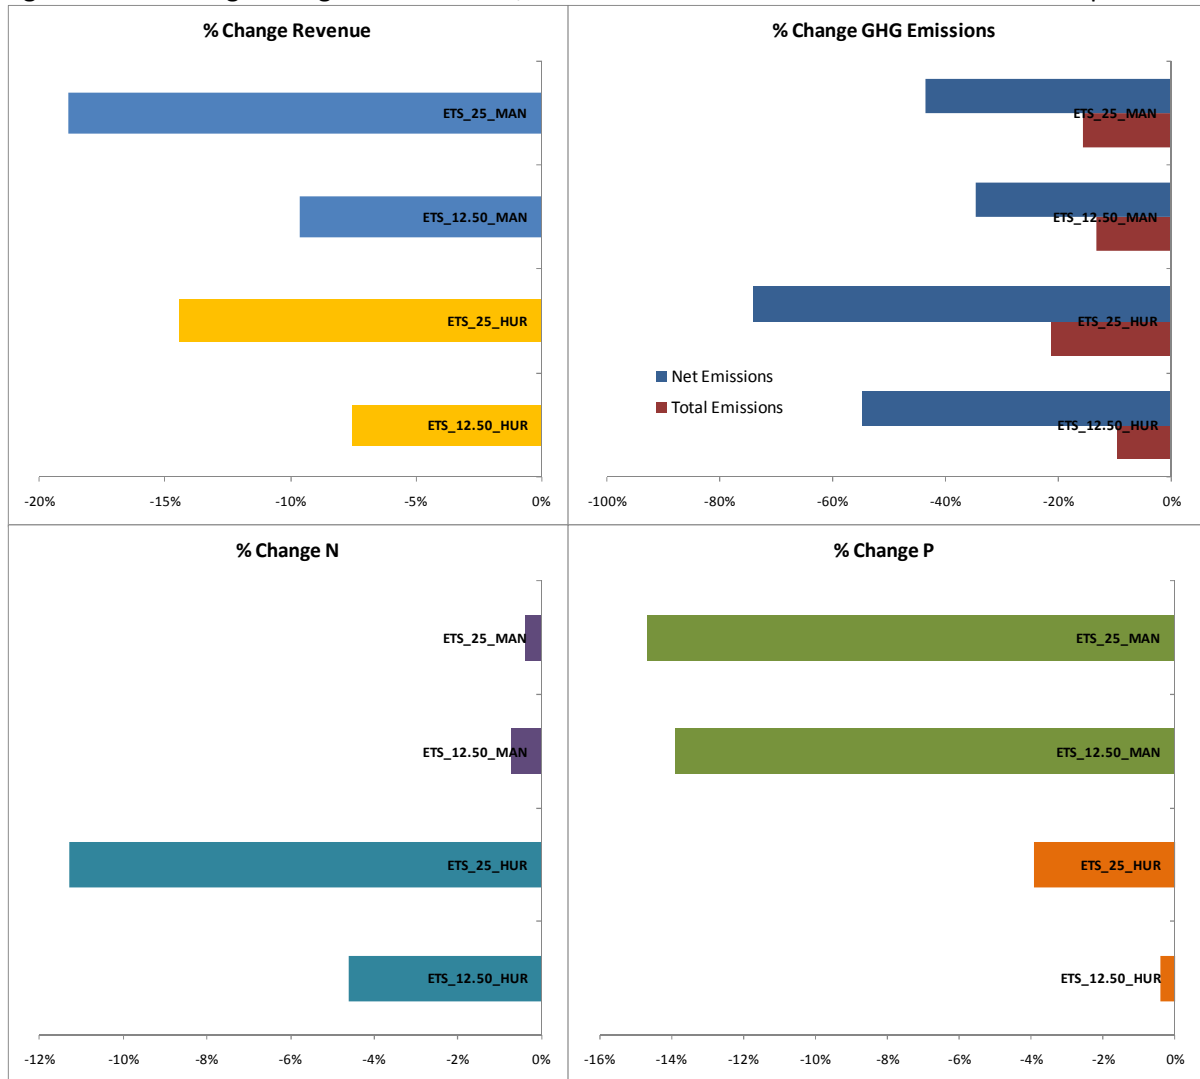 % Change Revenue
ETS_25_MAN
ETS_12.50_MAN
ETS_25_HUR
ETS_12.50_HUR
-20% -15% -10% -5% 0%
% Change GHG Emissions
ETS_25_MAN
ETS_12.50_MAN
ETS_25_HUR
Net Emissions
Total Emissions
ETS_12.50_HUR
-100% -80% -60% -40% -20% 0%
% Change N
ETS_25_MAN
ETS_12.50_MAN
ETS_25_HUR
ETS_12.50_HUR
-12% -10% -8% -6% -4% -2% 0%
% Change P
ETS_25_MAN
ETS_12.50_MAN
ETS_25_HUR
ETS_12.50_HUR
-16% -14% -12% -10% -8% -6% -4% -2% 0%